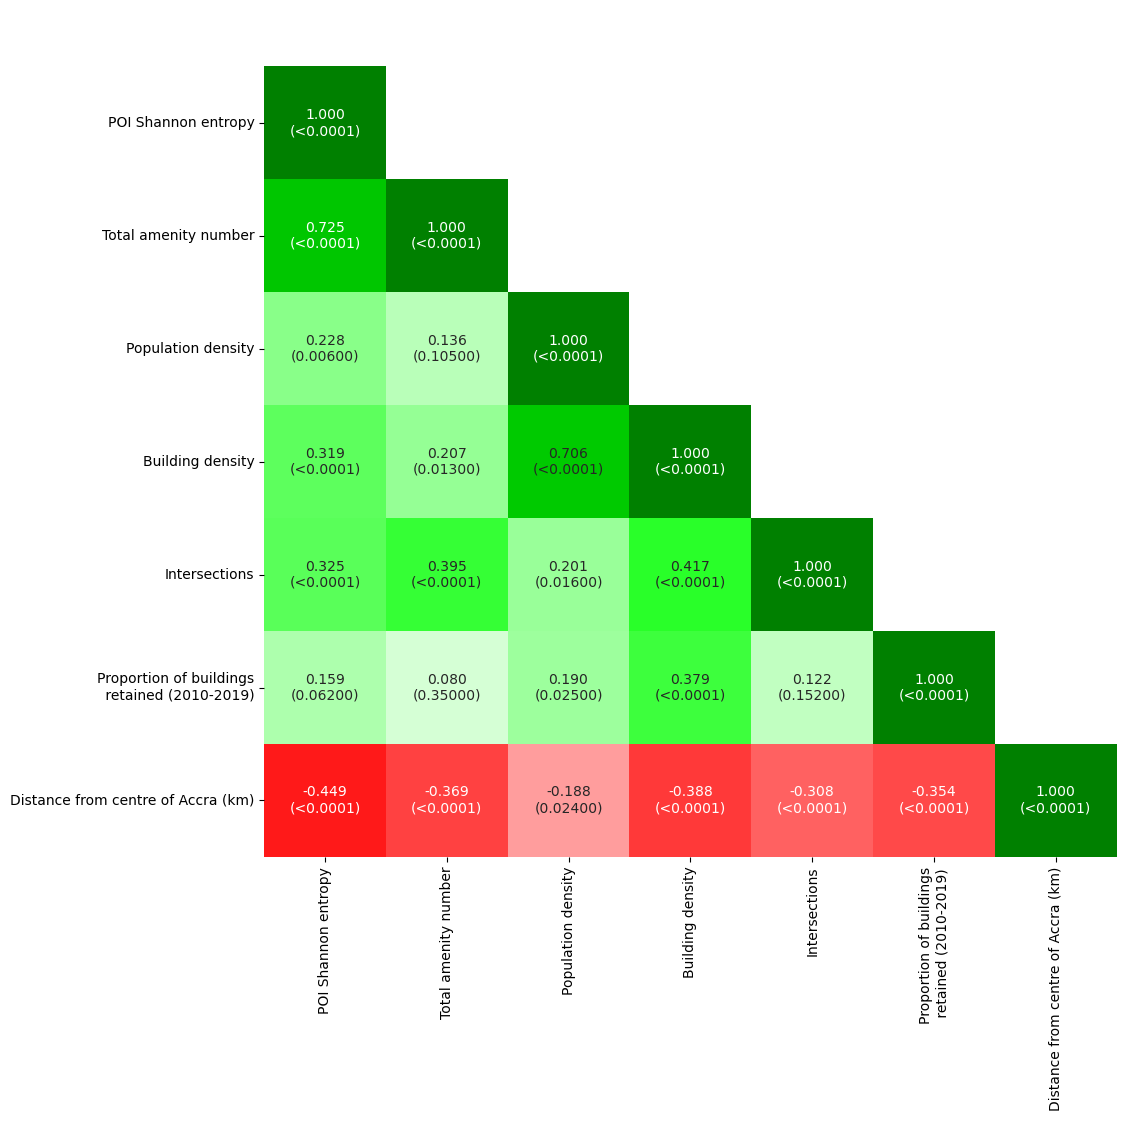 POI Shannon entropy
1.000
(<0.0001)
Total amenity number
0.725 1.000
(<0.0001) (<0.0001)
Population density
0.228 0.136 1.000
(0.00600) (0.10500) (<0.0001)
Building density
0.319 0.207 0.706 1.000
(<0.0001) (0.01300) (<0.0001) (<0.0001)
Intersections
0.325 0.395 0.201 0.417 1.000
(<0.0001) (<0.0001) (0.01600) (<0.0001) (<0.0001)
Proportion of buildings
retained (2010-2019)
0.159 0.080 0.190 0.379 0.122 1.000
(0.06200) (0.35000) (0.02500) (<0.0001) (0.15200) (<0.0001)
Distance from centre of Accra (km)
-0.449 -0.369 -0.188 -0.388 -0.308 -0.354 1.000
(<0.0001) (<0.0001) (0.02400) (<0.0001) (<0.0001) (<0.0001) (<0.0001)
POI Shannon entropy
Total amenity number
Population density
Building density
Intersections
Proportion of buildings
retained (2010-2019)
Distance from centre of Accra (km)